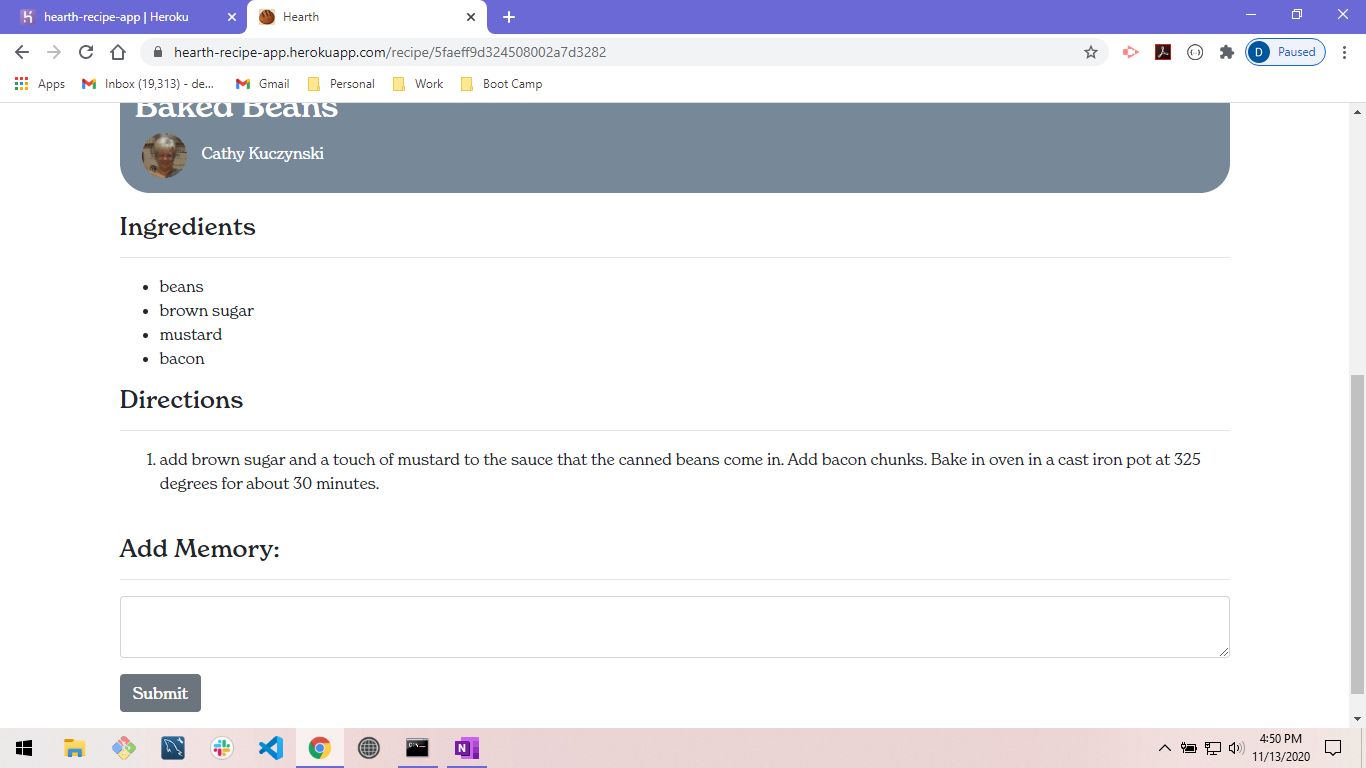 hearth-recipe-app | Heroku
Hearth
hearth-recipe-app.herokuapp.com/recipe/5faeff9d324508002a7d3282
D Paused
Apps
Inbox (19,313) - de...
Gmail
Personal
Work
Boot Camp
Baked Beans
Cathy Kuczynski
Ingredients
beans
brown sugar
mustard
bacon
Directions
1. add brown sugar and a touch of mustard to the sauce that the canned beans come in. Add bacon chunks. Bake in oven in a cast iron pot at 325
degrees for about 30 minutes.
Add Memory:
Submit
4:50 PM
11/13/2020